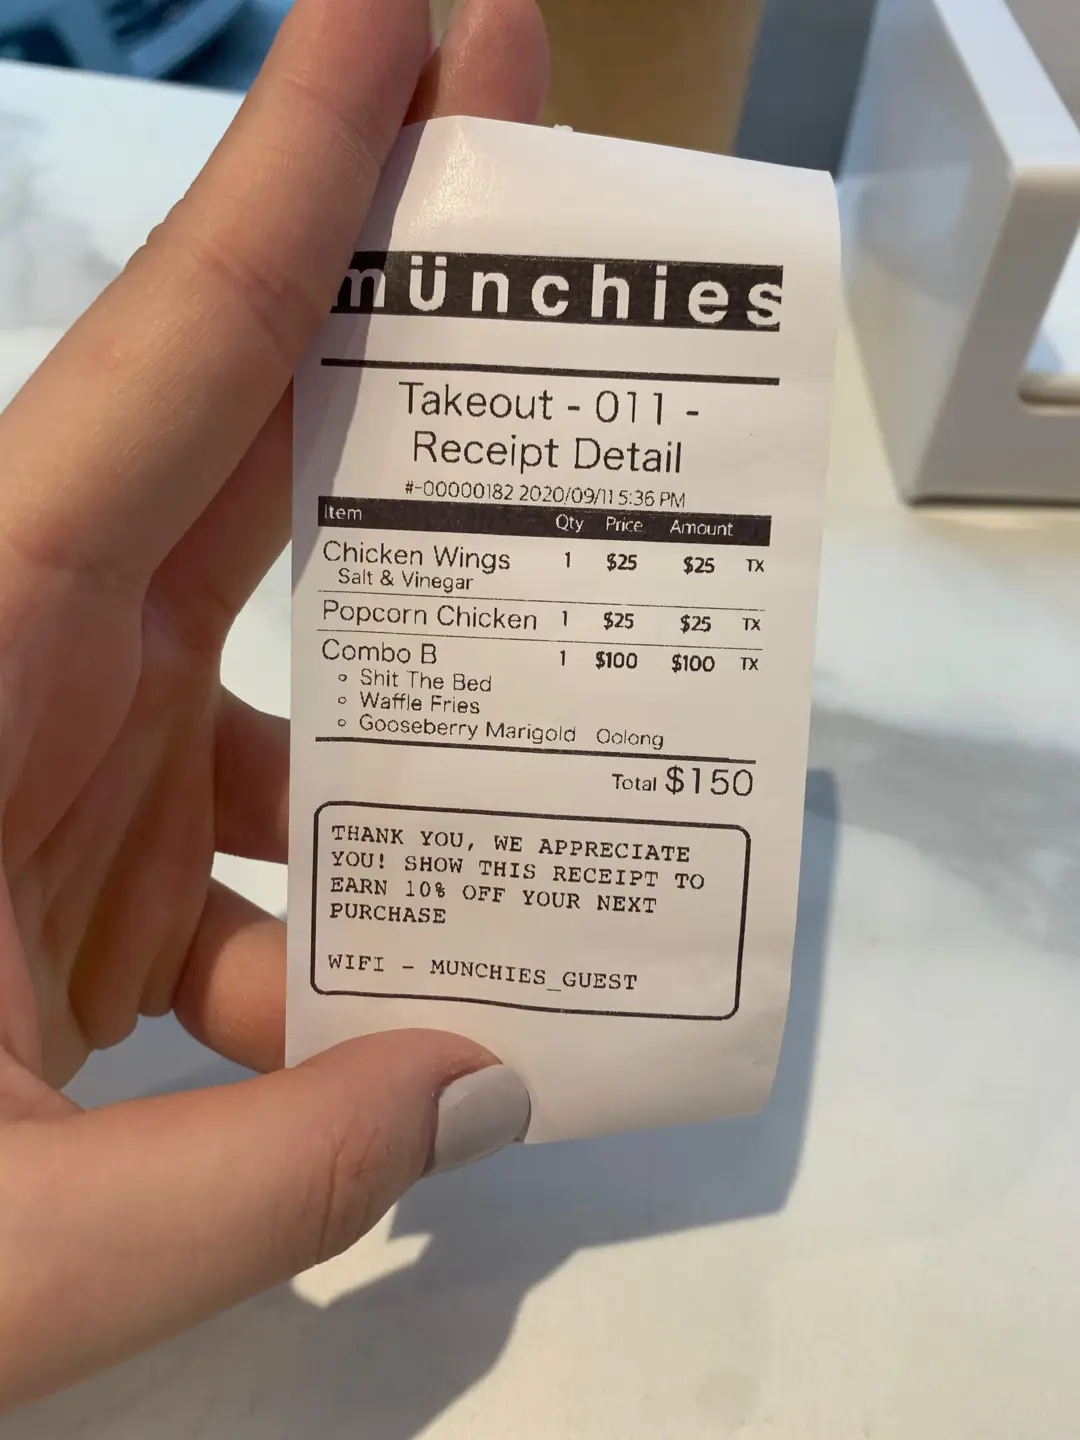 münchies
Takeout - 011 -
Receipt Detail
#-00000182 2020/09/11 5:36 PM
Item Qty Price Amount
Chicken Wings 1 $25 $25 TX
Salt & Vinegar
Popcorn Chicken 1 $25 $25 TX
Combo B 1 $100 $100 TX
◦ Shit The Bed
◦ Waffle Fries
◦ Gooseberry Marigold Oolong
Total $150
THANK YOU, WE APPRECIATE
YOU! SHOW THIS RECEIPT TO
EARN 10% OFF YOUR NEXT
PURCHASE
WIFI - MUNCHIES_GUEST